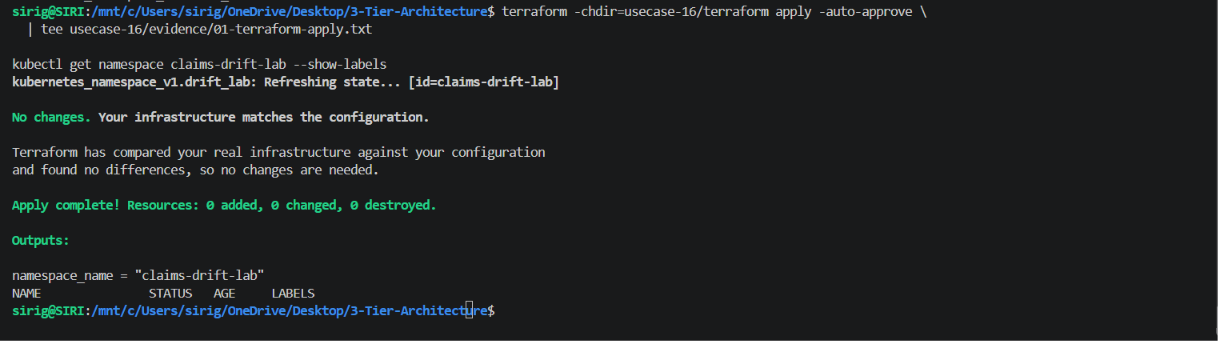 sirig@SIRI:/mnt/c/Users/sirig/OneDrive/Desktop/3-Tier-Architecture$ terraform -chdir=usecase-16/terraform apply -auto-approve \
  | tee usecase-16/evidence/01-terraform-apply.txt

kubectl get namespace claims-drift-lab --show-labels
kubernetes_namespace_v1.drift_lab: Refreshing state... [id=claims-drift-lab]

No changes. Your infrastructure matches the configuration.

Terraform has compared your real infrastructure against your configuration
and found no differences, so no changes are needed.

Apply complete! Resources: 0 added, 0 changed, 0 destroyed.

Outputs:

namespace_name = "claims-drift-lab"
NAME               STATUS   AGE     LABELS
sirig@SIRI:/mnt/c/Users/sirig/OneDrive/Desktop/3-Tier-Architecture$